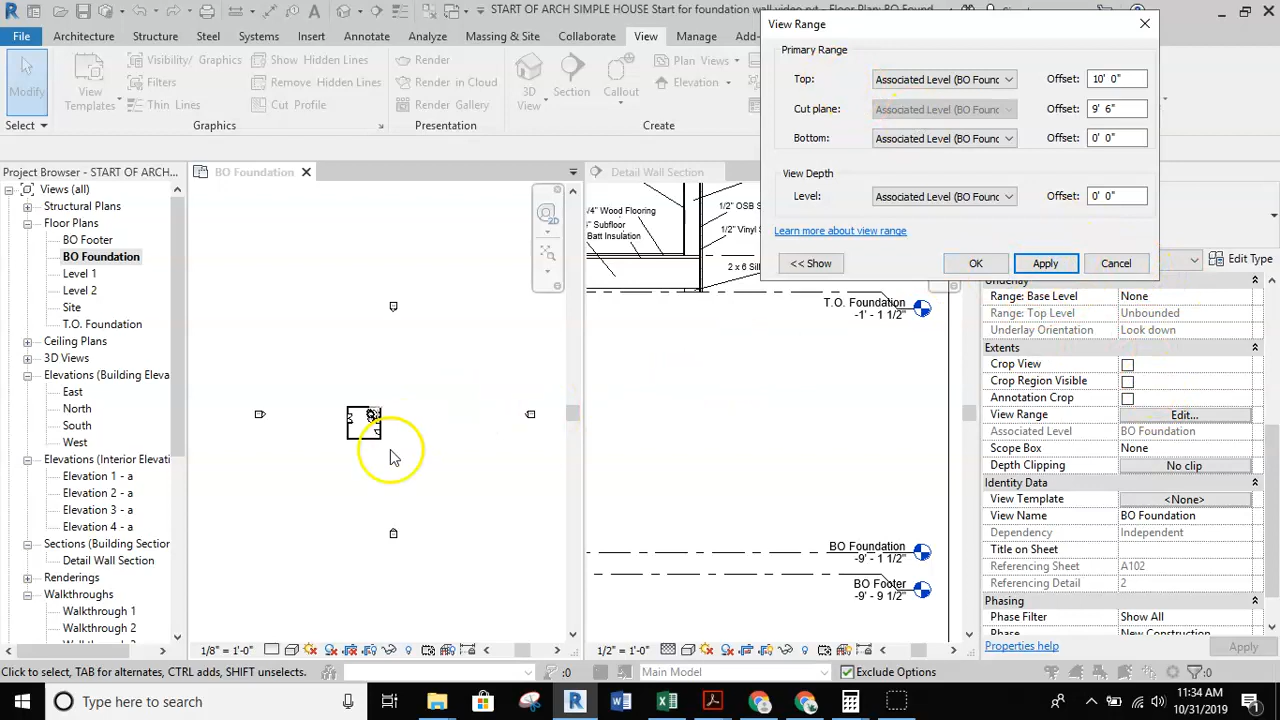 START OF ARCH SIMPLE HOUSE Start for foundation wall video.rvt - Floor Plan: BO Found
File Architecture Structure Steel Systems Insert Annotate Analyze Massing & Site Collaborate View Manage
Modify
View Templates
Visibility/ Graphics
Filters
Thin Lines
Show Hidden Lines
Remove Hidden Lines
Cut Profile
Render
Render in Cloud
Render Gallery
3D View
Section
Callout
Plan Views
Elevation
Select Graphics Presentation Create
View Range
Primary Range
Top: Associated Level (BO Found Offset: 10' 0"
Cut plane: Associated Level (BO Found Offset: 9' 6"
Bottom: Associated Level (BO Found Offset: 0' 0"
View Depth
Level: Associated Level (BO Found Offset: 0' 0"
Learn more about view range
<< Show OK Apply Cancel
Project Browser - START OF ARCH...
Views (all)
Structural Plans
Floor Plans
BO Footer
BO Foundation
Level 1
Level 2
Site
T.O. Foundation
Ceiling Plans
3D Views
Elevations (Building Eleva
East
North
South
West
Elevations (Interior Elevati
Elevation 1 - a
Elevation 2 - a
Elevation 3 - a
Elevation 4 - a
Sections (Building Section
Detail Wall Section
Renderings
Walkthroughs
Walkthrough 1
Walkthrough 2
BO Foundation
2D
1/8" = 1'-0"
Detail Wall Section
/4" Wood Flooring
Subfloor
Batt Insulation
1/2" OSB S
1/2" Vinyl
2 x 6 Sill
T.O. Foundation
-1' - 1 1/2"
BO Foundation
-9' - 1 1/2"
BO Footer
-9' - 9 1/2"
1/2" = 1'-0"
Edit Type
Underlay
Range: Base Level None
Range: Top Level Unbounded
Underlay Orientation Look down
Extents
Crop View
Crop Region Visible
Annotation Crop
View Range Edit...
Associated Level BO Foundation
Scope Box None
Depth Clipping No clip
Identity Data
View Template <None>
View Name BO Foundation
Dependency Independent
Title on Sheet
Referencing Sheet A102
Referencing Detail 2
Phasing
Phase Filter Show All
Properties help Apply
Click to select, TAB for alternates, CTRL adds, SHIFT unselects.
:0
Main Model
Exclude Options
:0
Type here to search
11:34 AM
10/31/2019